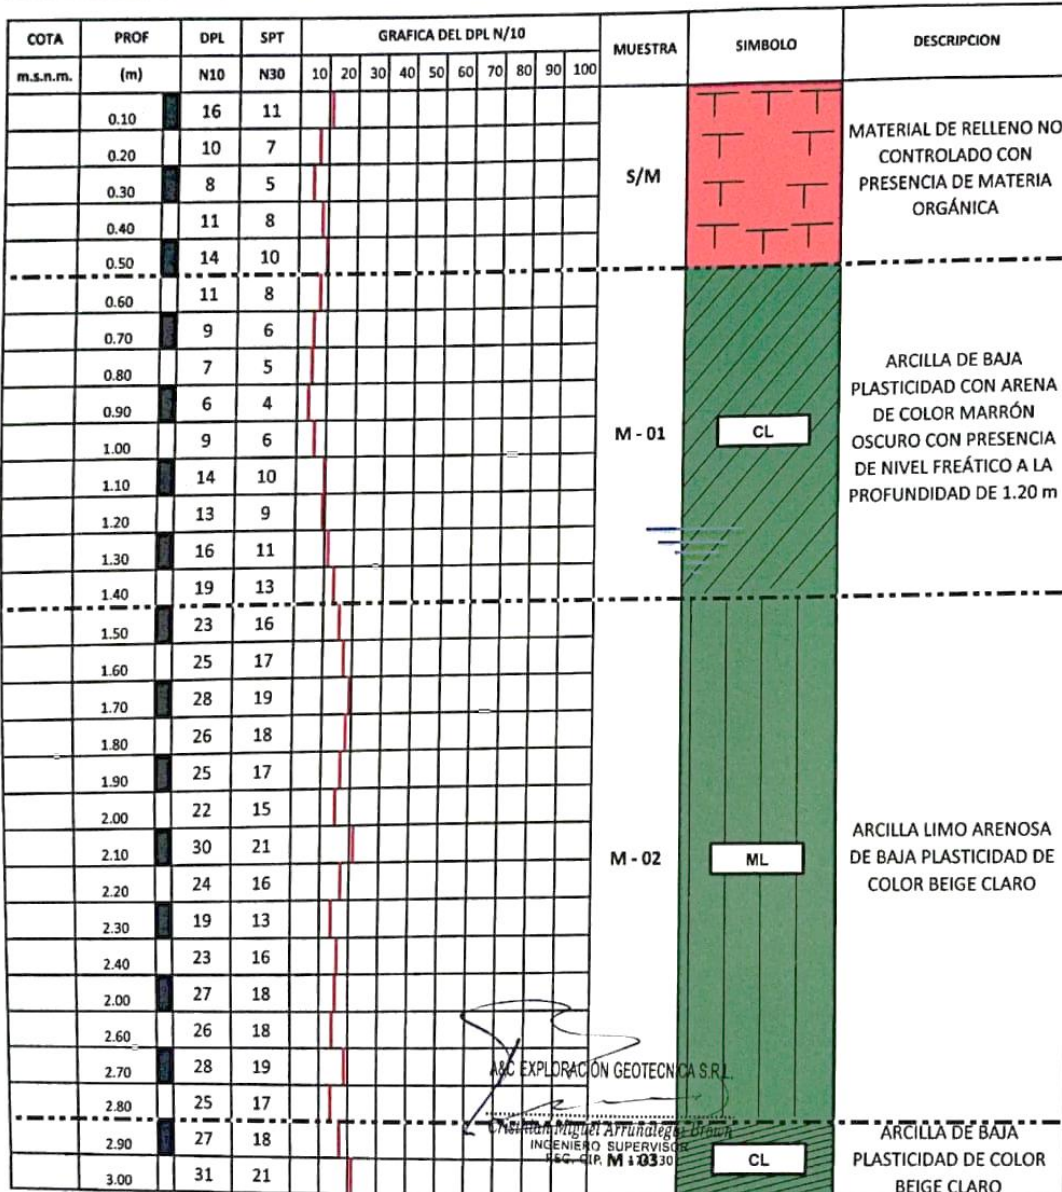 COTA PROF DPL SPT GRAFICA DEL DPL N/10 MUESTRA SIMBOLO DESCRIPCION
m.s.n.m. (m) N10 N30 10 20 30 40 50 60 70 80 90 100
0.10 16 11
0.20 10 7
0.30 8 5
0.40 11 8
0.50 14 10
S/M
MATERIAL DE RELLENO NO
CONTROLADO CON
PRESENCIA DE MATERIA
ORGÁNICA
0.60 11 8
0.70 9 6
0.80 7 5
0.90 6 4
1.00 9 6
1.10 14 10
1.20 13 9
1.30 16 11
1.40 19 13
M - 01
CL
ARCILLA DE BAJA
PLASTICIDAD CON ARENA
DE COLOR MARRÓN
OSCURO CON PRESENCIA
DE NIVEL FREÁTICO A LA
PROFUNDIDAD DE 1.20 m
1.50 23 16
1.60 25 17
1.70 28 19
1.80 26 18
1.90 25 17
2.00 22 15
2.10 30 21
2.20 24 16
2.30 19 13
2.40 23 16
2.00 27 18
2.60 26 18
2.70 28 19
2.80 25 17
M - 02
ML
ARCILLA LIMO ARENOSA
DE BAJA PLASTICIDAD DE
COLOR BEIGE CLARO
2.90 27 18
3.00 31 21
M - 03
CL
ARCILLA DE BAJA
PLASTICIDAD DE COLOR
BEIGE CLARO
A&C EXPLORACIÓN GEOTECNICA S.R.L.
Miguel
INGENIERO SUPERVISOR
REG. CIP.